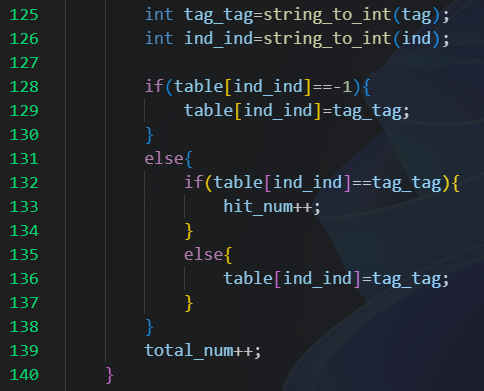 125 int tag_tag=string_to_int(tag);
126 int ind_ind=string_to_int(ind);
127
128 if(table[ind_ind]==-1){
129 table[ind_ind]=tag_tag;
130 }
131 else{
132 if(table[ind_ind]==tag_tag){
133 hit_num++;
134 }
135 else{
136 table[ind_ind]=tag_tag;
137 }
138 }
139 total_num++;
140 }